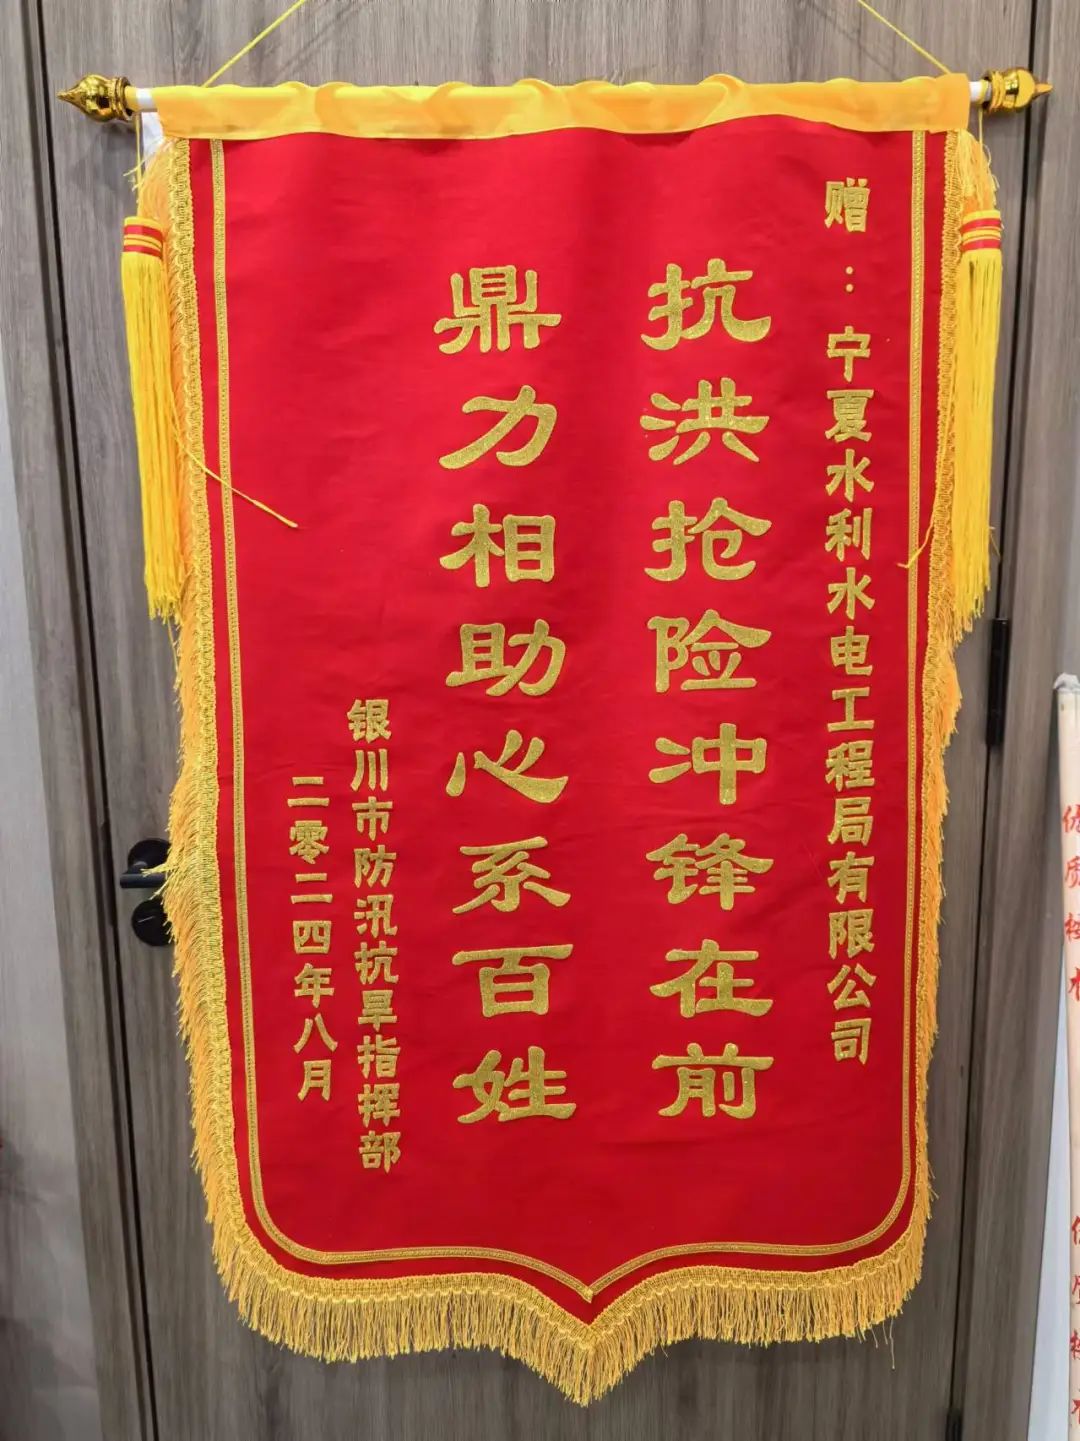 赠：宁夏水利水电工程局有限公司
抗洪抢险冲锋在前
鼎力相助心系百姓
银川市防汛抗旱指挥部
二零二四年八月